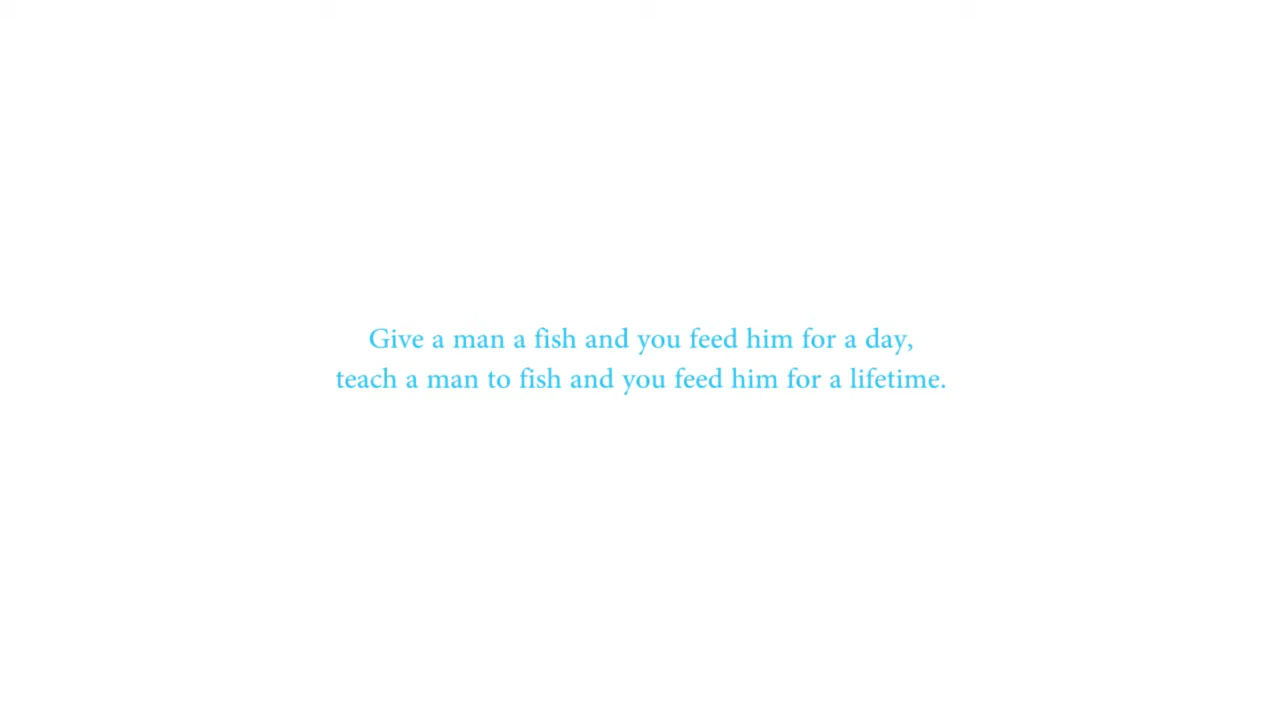 Give a man a fish and you feed him for a day,
teach a man to fish and you feed him for a lifetime.